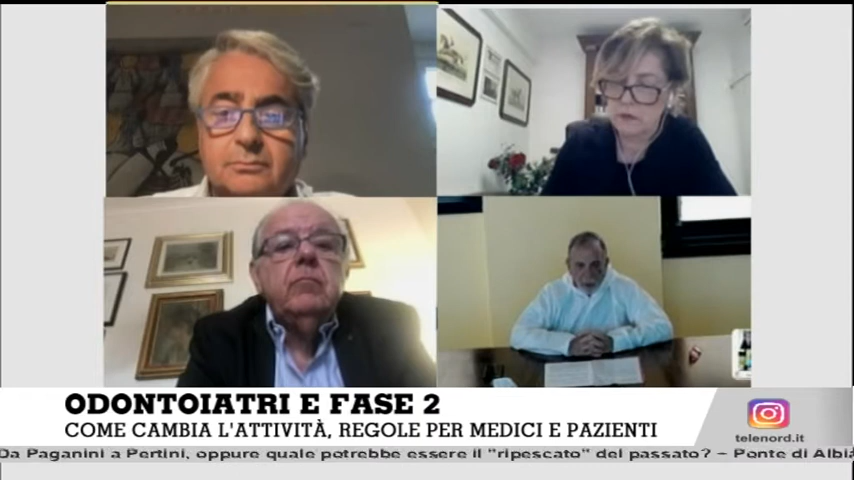 ODONTOIATRI E FASE 2
COME CAMBIA L'ATTIVITÀ, REGOLE PER MEDICI E PAZIENTI
telenord.it
Da Paganini a Pertini, oppure quale potrebbe essere il "ripescato" del passato? – Ponte di Albia